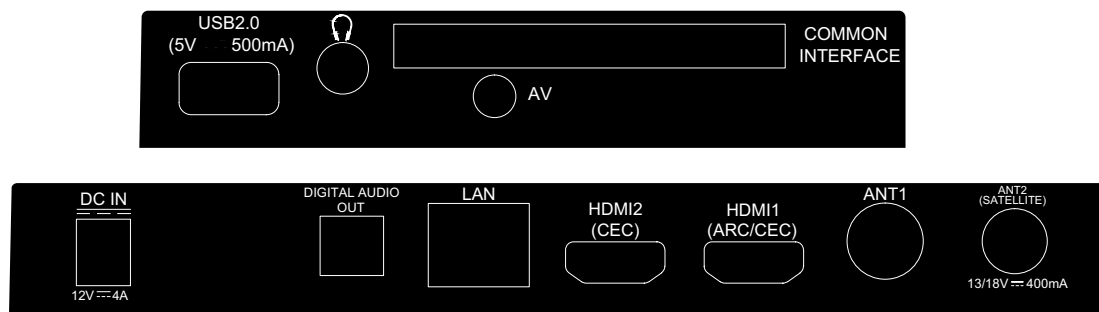 USB2.0
(5V ⎓ 500mA)
COMMON
INTERFACE
AV
DC IN
12V⎓4A
DIGITAL AUDIO
OUT
LAN
HDMI2
(CEC)
HDMI1
(ARC/CEC)
ANT1
ANT2
(SATELLITE)
13/18V⎓400mA